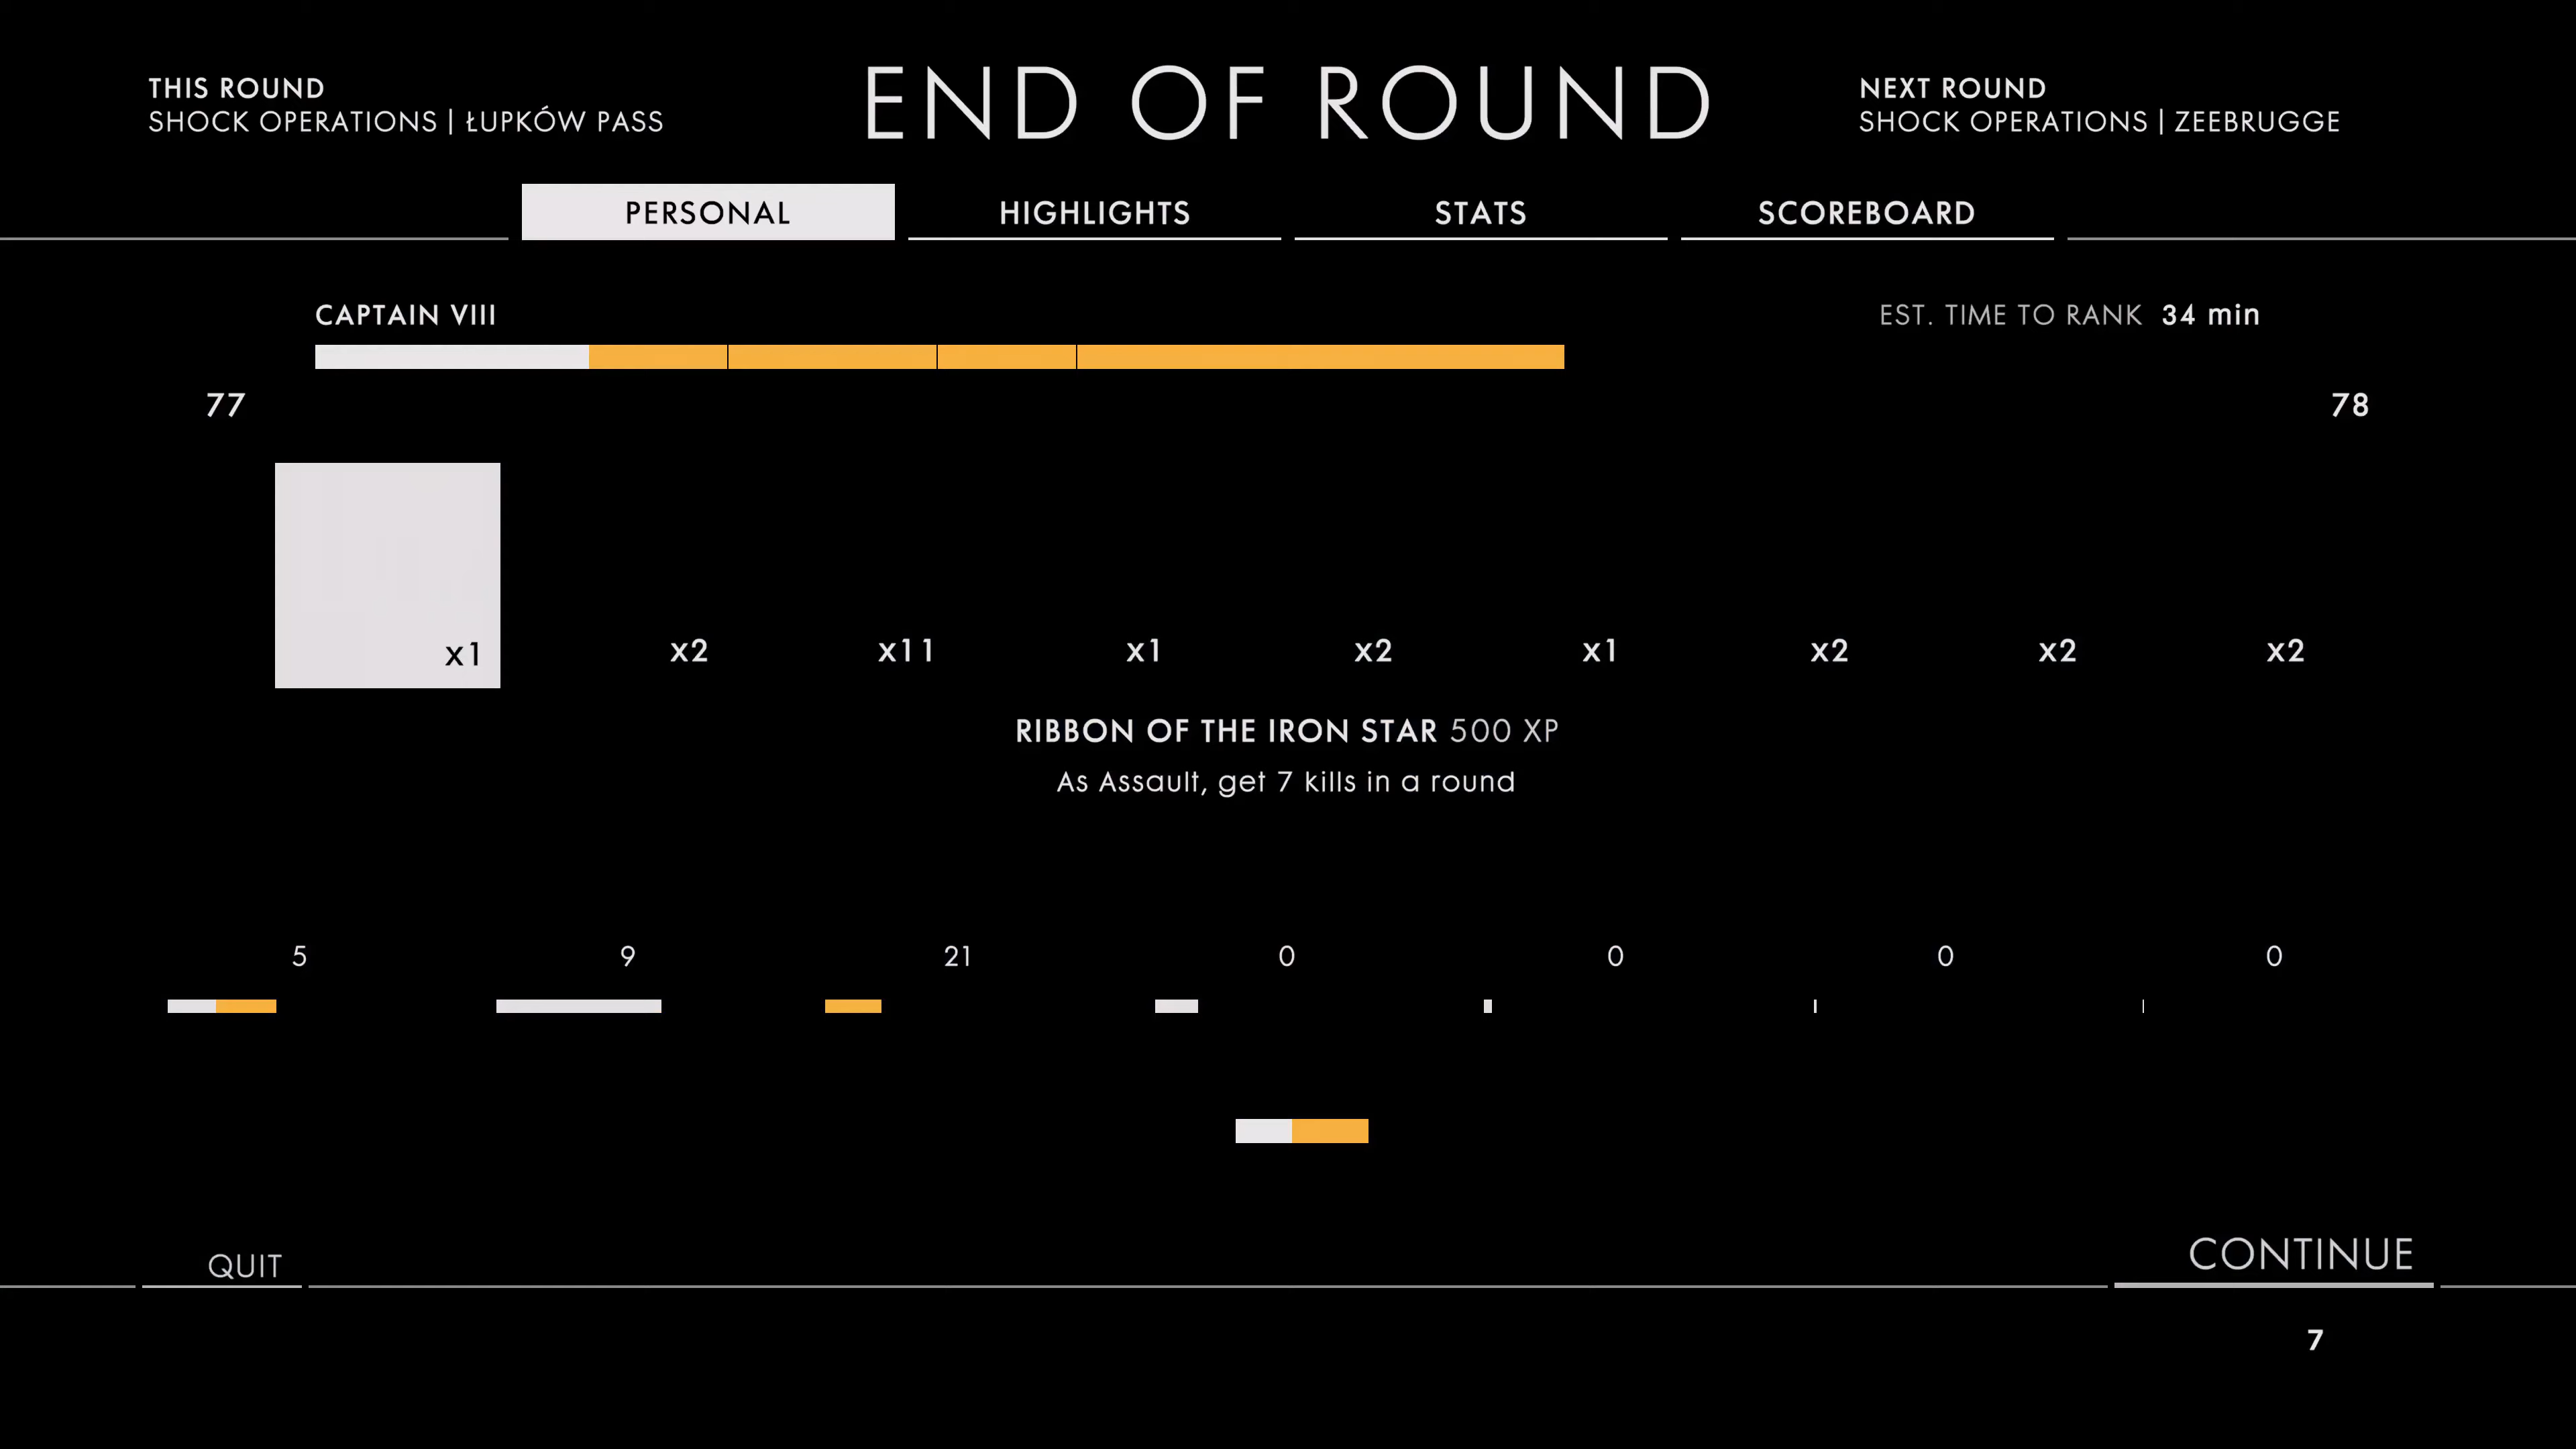 THIS ROUND
SHOCK OPERATIONS | ŁUPKÓW PASS
END OF ROUND
NEXT ROUND
SHOCK OPERATIONS | ZEEBRUGGE
PERSONAL HIGHLIGHTS STATS SCOREBOARD
CAPTAIN VIII
EST. TIME TO RANK 34 min
77 78
x1 x2 x11 x1 x2 x1 x2 x2 x2
RIBBON OF THE IRON STAR 500 XP
As Assault, get 7 kills in a round
5 9 21 0 0 0 0
QUIT CONTINUE
7